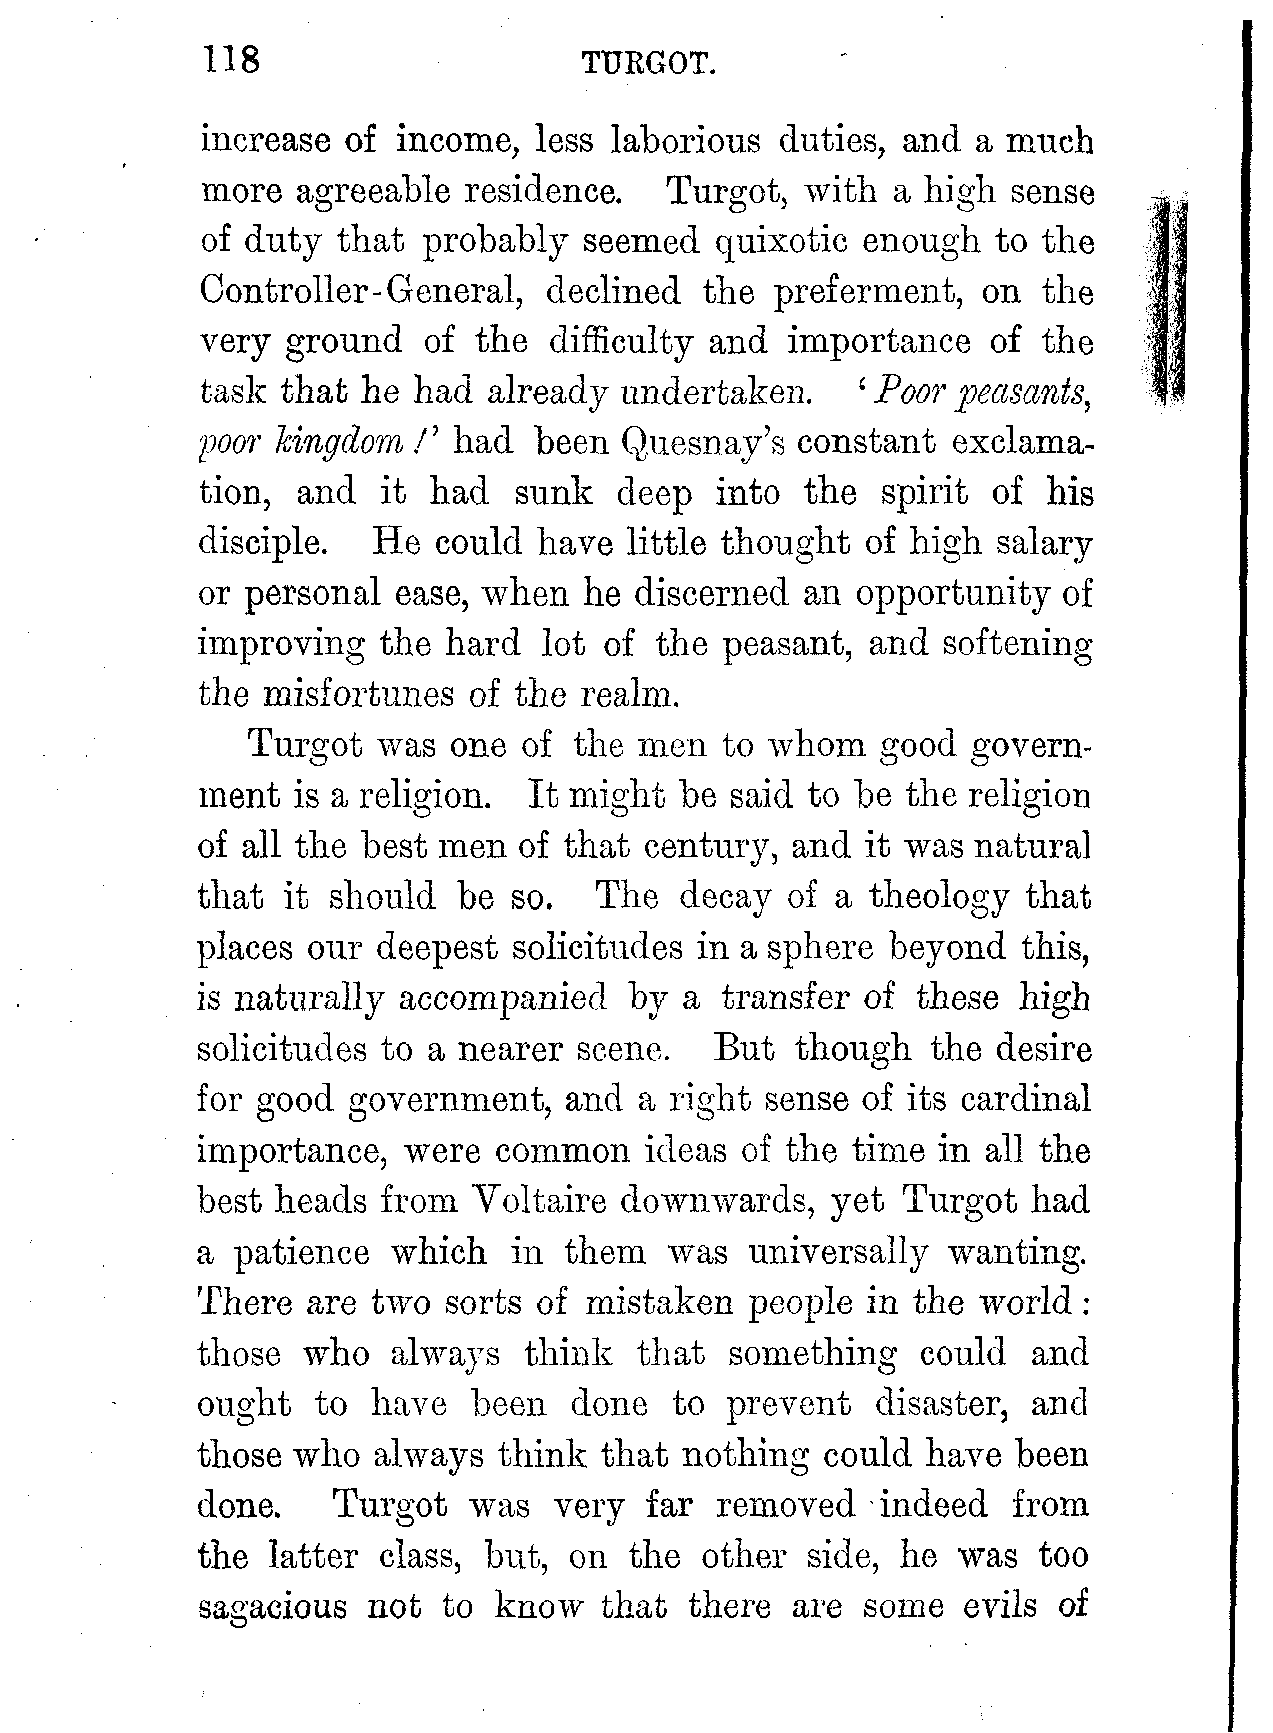 118 TURGOT.
increase of income, less laborious duties, and a much
more agreeable residence. Turgot, with a high sense
of duty that probably seemed quixotic enough to the
Controller-General, declined the preferment, on the
very ground of the difficulty and importance of the
task that he had already undertaken. ‘Poor peasants,
poor kingdom!’ had been Quesnay’s constant exclama-
tion, and it had sunk deep into the spirit of his
disciple. He could have little thought of high salary
or personal ease, when he discerned an opportunity of
improving the hard lot of the peasant, and softening
the misfortunes of the realm.
Turgot was one of the men to whom good govern-
ment is a religion. It might be said to be the religion
of all the best men of that century, and it was natural
that it should be so. The decay of a theology that
places our deepest solicitudes in a sphere beyond this,
is naturally accompanied by a transfer of these high
solicitudes to a nearer scene. But though the desire
for good government, and a right sense of its cardinal
importance, were common ideas of the time in all the
best heads from Voltaire downwards, yet Turgot had
a patience which in them was universally wanting.
There are two sorts of mistaken people in the world:
those who always think that something could and
ought to have been done to prevent disaster, and
those who always think that nothing could have been
done. Turgot was very far removed indeed from
the latter class, but, on the other side, he was too
sagacious not to know that there are some evils of